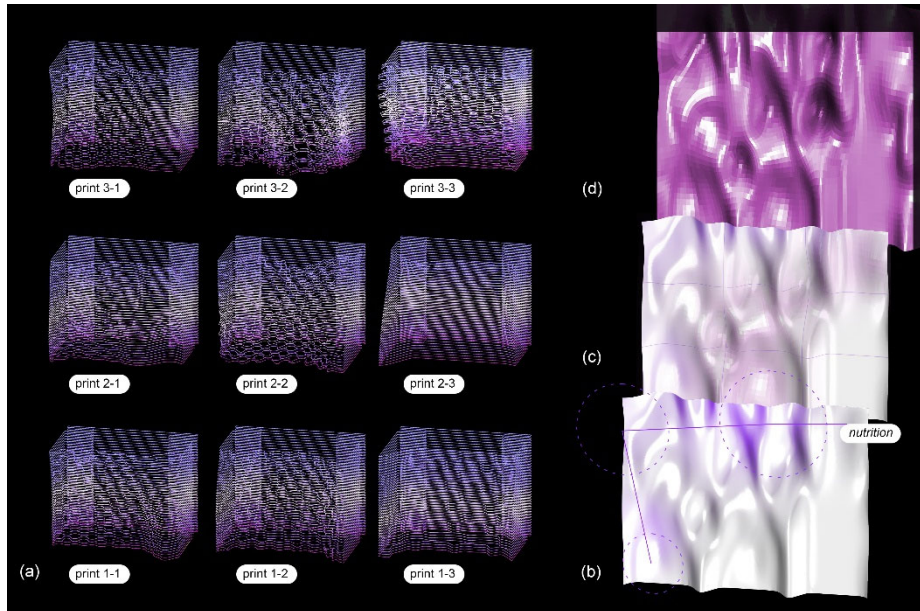 print 3-1
print 3-2
print 3-3
(d)
print 2-1
print 2-2
print 2-3
(c)
nutrition
print 1-1
print 1-2
print 1-3
(a)
(b)